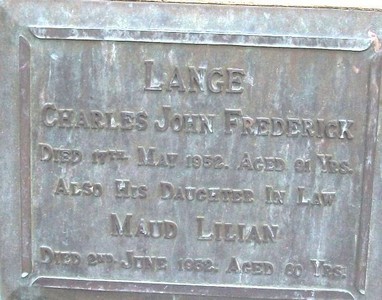 LANGE
CHARLES JOHN FREDERICK
DIED 17TH. MAY 1952. AGED 91 YRS.
ALSO HIS DAUGHTER IN LAW
MAUD LILIAN
DIED 2ND. JUNE 1952. AGED 60 YRS.